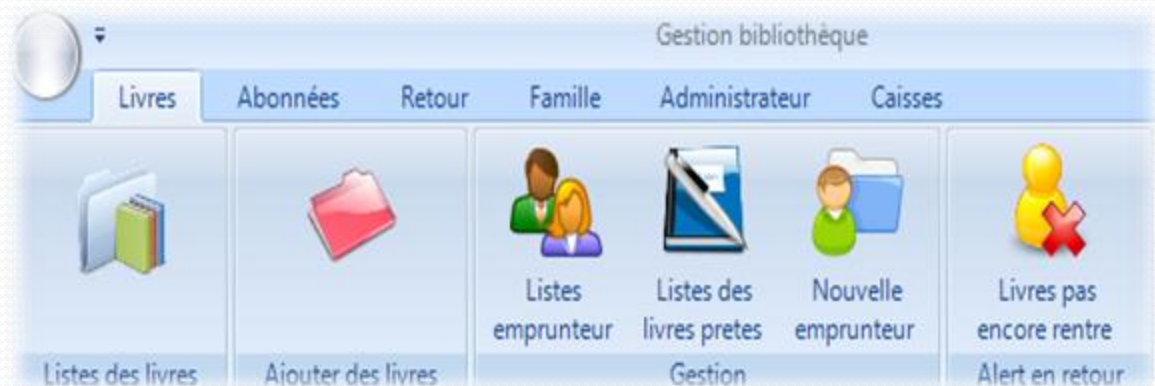 Gestion bibliothèque
Livres Abonnées Retour Famille Administrateur Caisses
Listes emprunteur
Listes des livres pretes
Nouvelle emprunteur
Livres pas encore rentre
Listes des livres Ajouter des livres Gestion Alert en retour